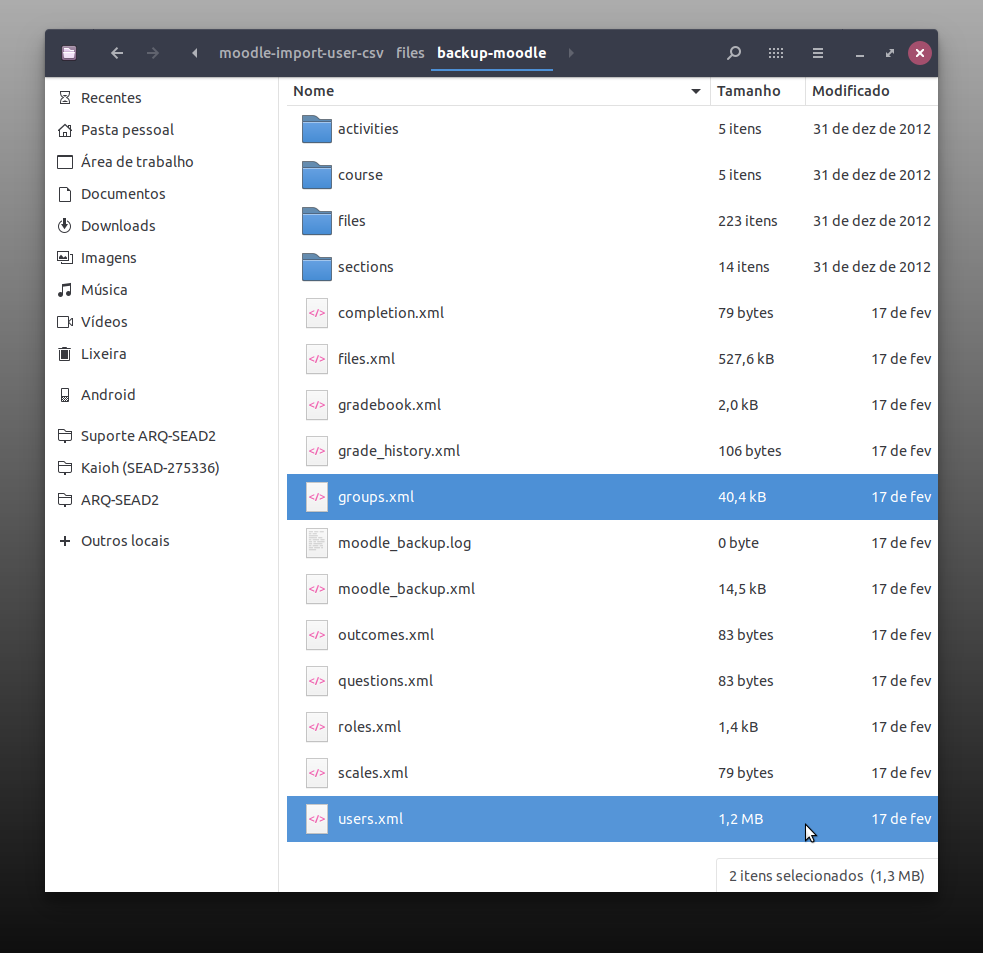 moodle-import-user-csv files backup-moodle
Recentes
Pasta pessoal
Área de trabalho
Documentos
Downloads
Imagens
Música
Vídeos
Lixeira
Android
Suporte ARQ-SEAD2
Kaioh (SEAD-275336)
ARQ-SEAD2
Outros locais
Nome Tamanho Modificado
activities 5 itens 31 de dez de 2012
course 5 itens 31 de dez de 2012
files 223 itens 31 de dez de 2012
sections 14 itens 31 de dez de 2012
completion.xml 79 bytes 17 de fev
files.xml 527,6 kB 17 de fev
gradebook.xml 2,0 kB 17 de fev
grade_history.xml 106 bytes 17 de fev
groups.xml 40,4 kB 17 de fev
moodle_backup.log 0 byte 17 de fev
moodle_backup.xml 14,5 kB 17 de fev
outcomes.xml 83 bytes 17 de fev
questions.xml 83 bytes 17 de fev
roles.xml 1,4 kB 17 de fev
scales.xml 79 bytes 17 de fev
users.xml 1,2 MB 17 de fev
2 itens selecionados (1,3 MB)